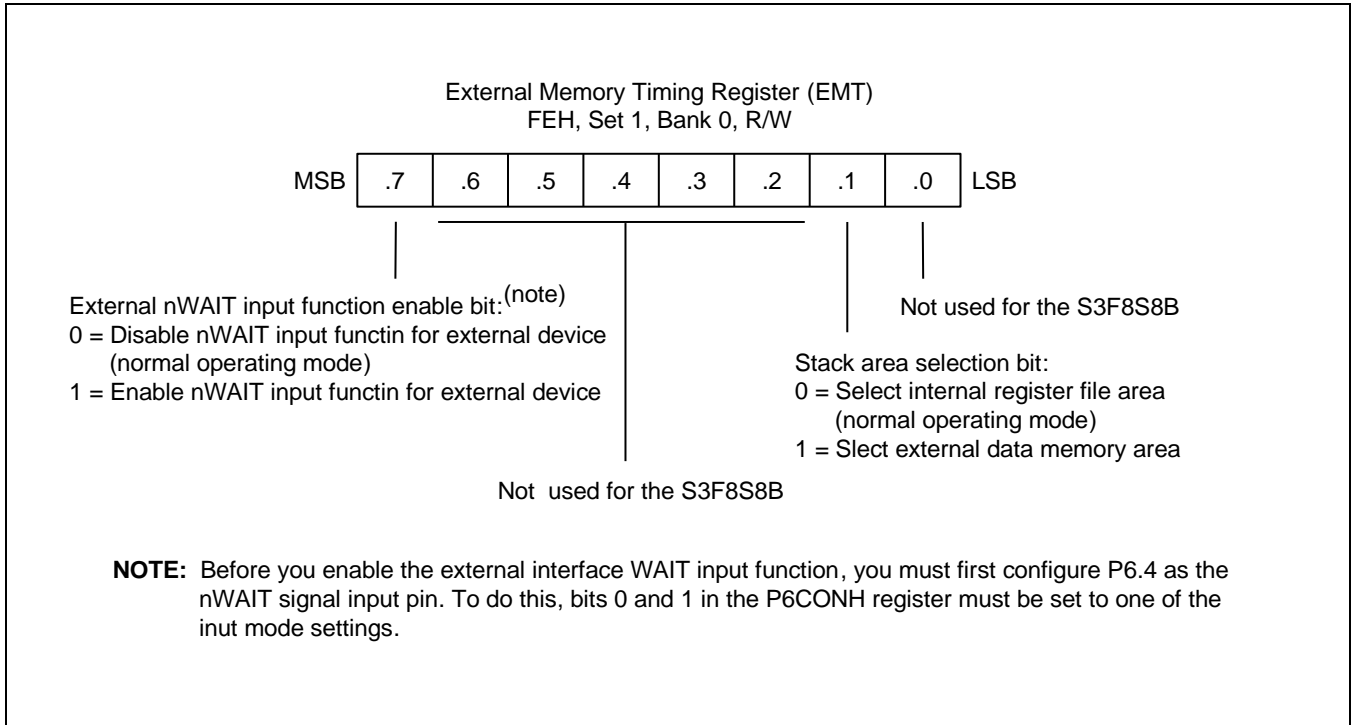 External Memory Timing Register (EMT)
FEH, Set 1, Bank 0, R/W
MSB .7 .6 .5 .4 .3 .2 .1 .0 LSB
External nWAIT input function enable bit:(note)
0 = Disable nWAIT input functin for external device
(normal operating mode)
1 = Enable nWAIT input functin for external device
Not used for the S3F8S8B
Stack area selection bit:
0 = Select internal register file area
(normal operating mode)
1 = Slect external data memory area
Not used for the S3F8S8B
NOTE: Before you enable the external interface WAIT input function, you must first configure P6.4 as the
nWAIT signal input pin. To do this, bits 0 and 1 in the P6CONH register must be set to one of the
inut mode settings.